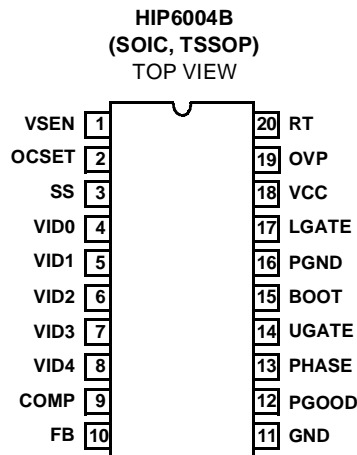 HIP6004B
(SOIC, TSSOP)
TOP VIEW
VSEN 1 20 RT
OCSET 2 19 OVP
SS 3 18 VCC
VID0 4 17 LGATE
VID1 5 16 PGND
VID2 6 15 BOOT
VID3 7 14 UGATE
VID4 8 13 PHASE
COMP 9 12 PGOOD
FB 10 11 GND